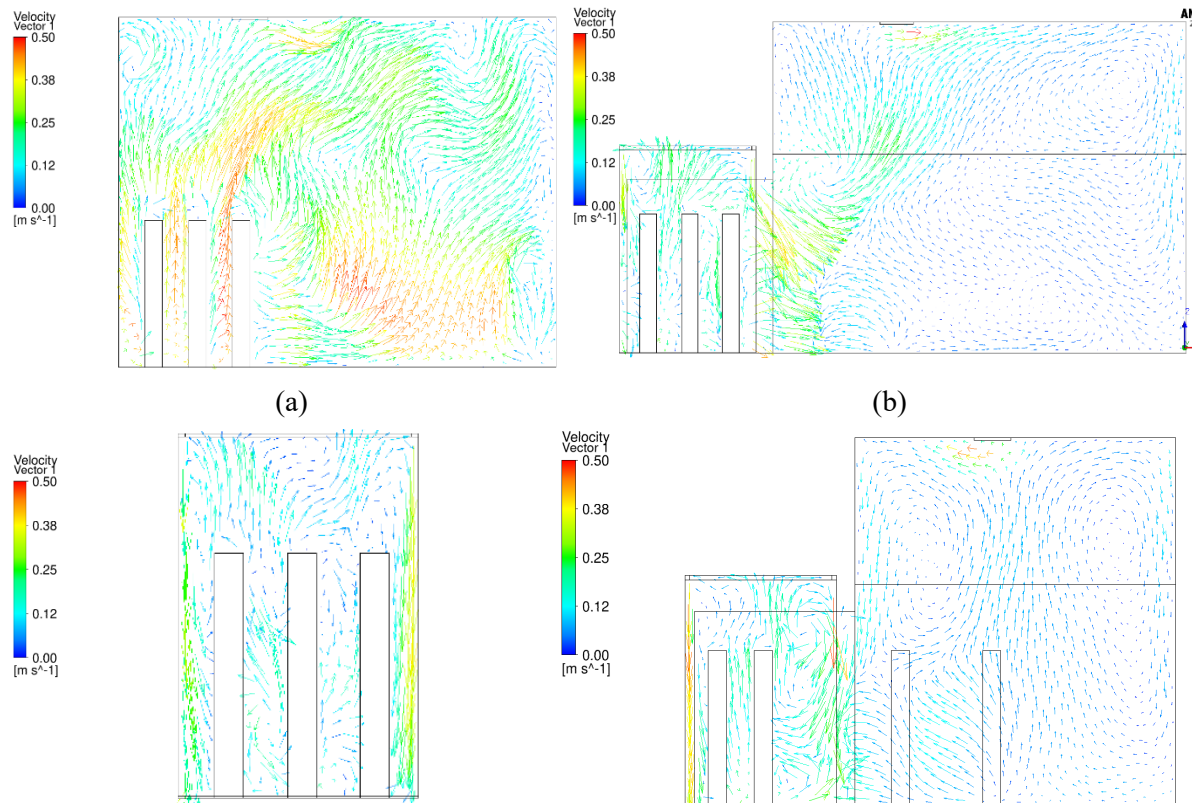 Velocity
Vector 1
0.50
0.38
0.25
0.12
0.00
[m s^-1]
Velocity
Vector 1
0.50
0.38
0.25
0.12
0.00
[m s^-1]
(a)
(b)
Velocity
Vector 1
0.50
0.38
0.25
0.12
0.00
[m s^-1]
Velocity
Vector 1
0.50
0.38
0.25
0.12
0.00
[m s^-1]